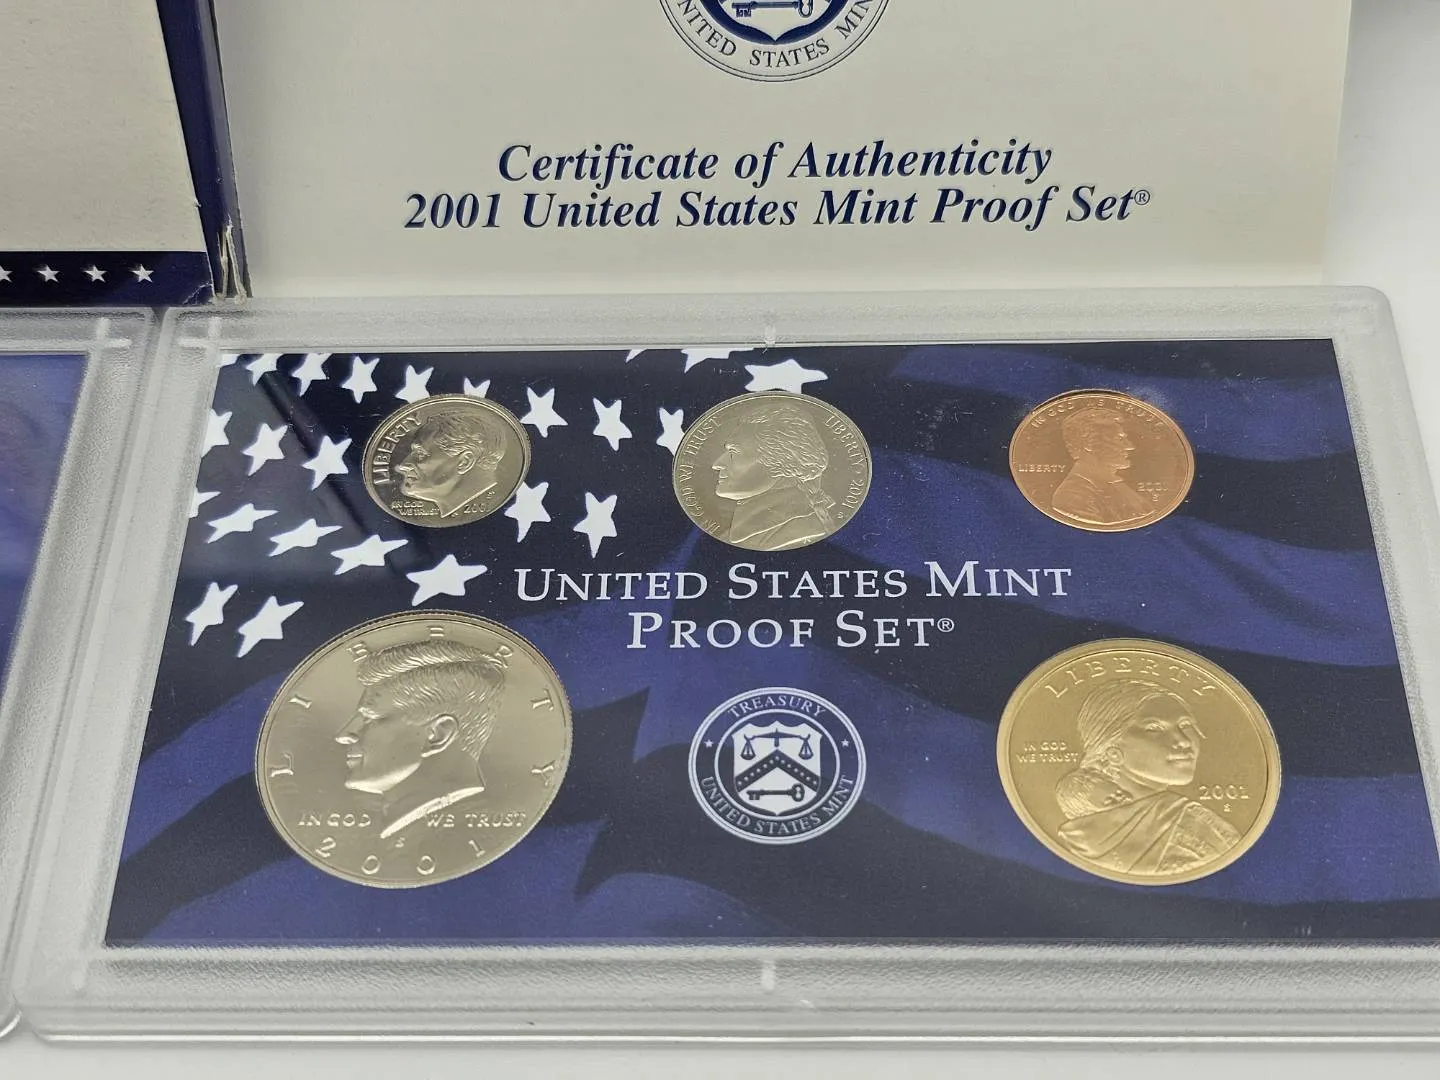 UNITED STATES MIN
Certificate of Authenticity
2001 United States Mint Proof Set®
LIBERTY
IN GOD
WE TRUST
2001
IN GOD WE TRUST
LIBERTY 2001
S
IN GOD WE TRUST
LIBERTY
2001
S
UNITED STATES MINT
PROOF SET®
LIBERTY
IN GOD WE TRUST
S
2001
TREASURY
UNITED STATES MINT
LIBERTY
IN GOD
WE TRUST
2001
S